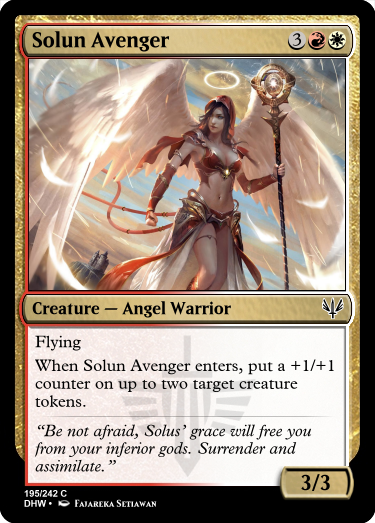 Solun Avenger 3
Creature — Angel Warrior
Flying
When Solun Avenger enters, put a +1/+1
counter on up to two target creature
tokens.
“Be not afraid, Solus’ grace will free you
from your inferior gods. Surrender and
assimilate.”
3/3
195/242 C
DHW • Fajareka Setiawan